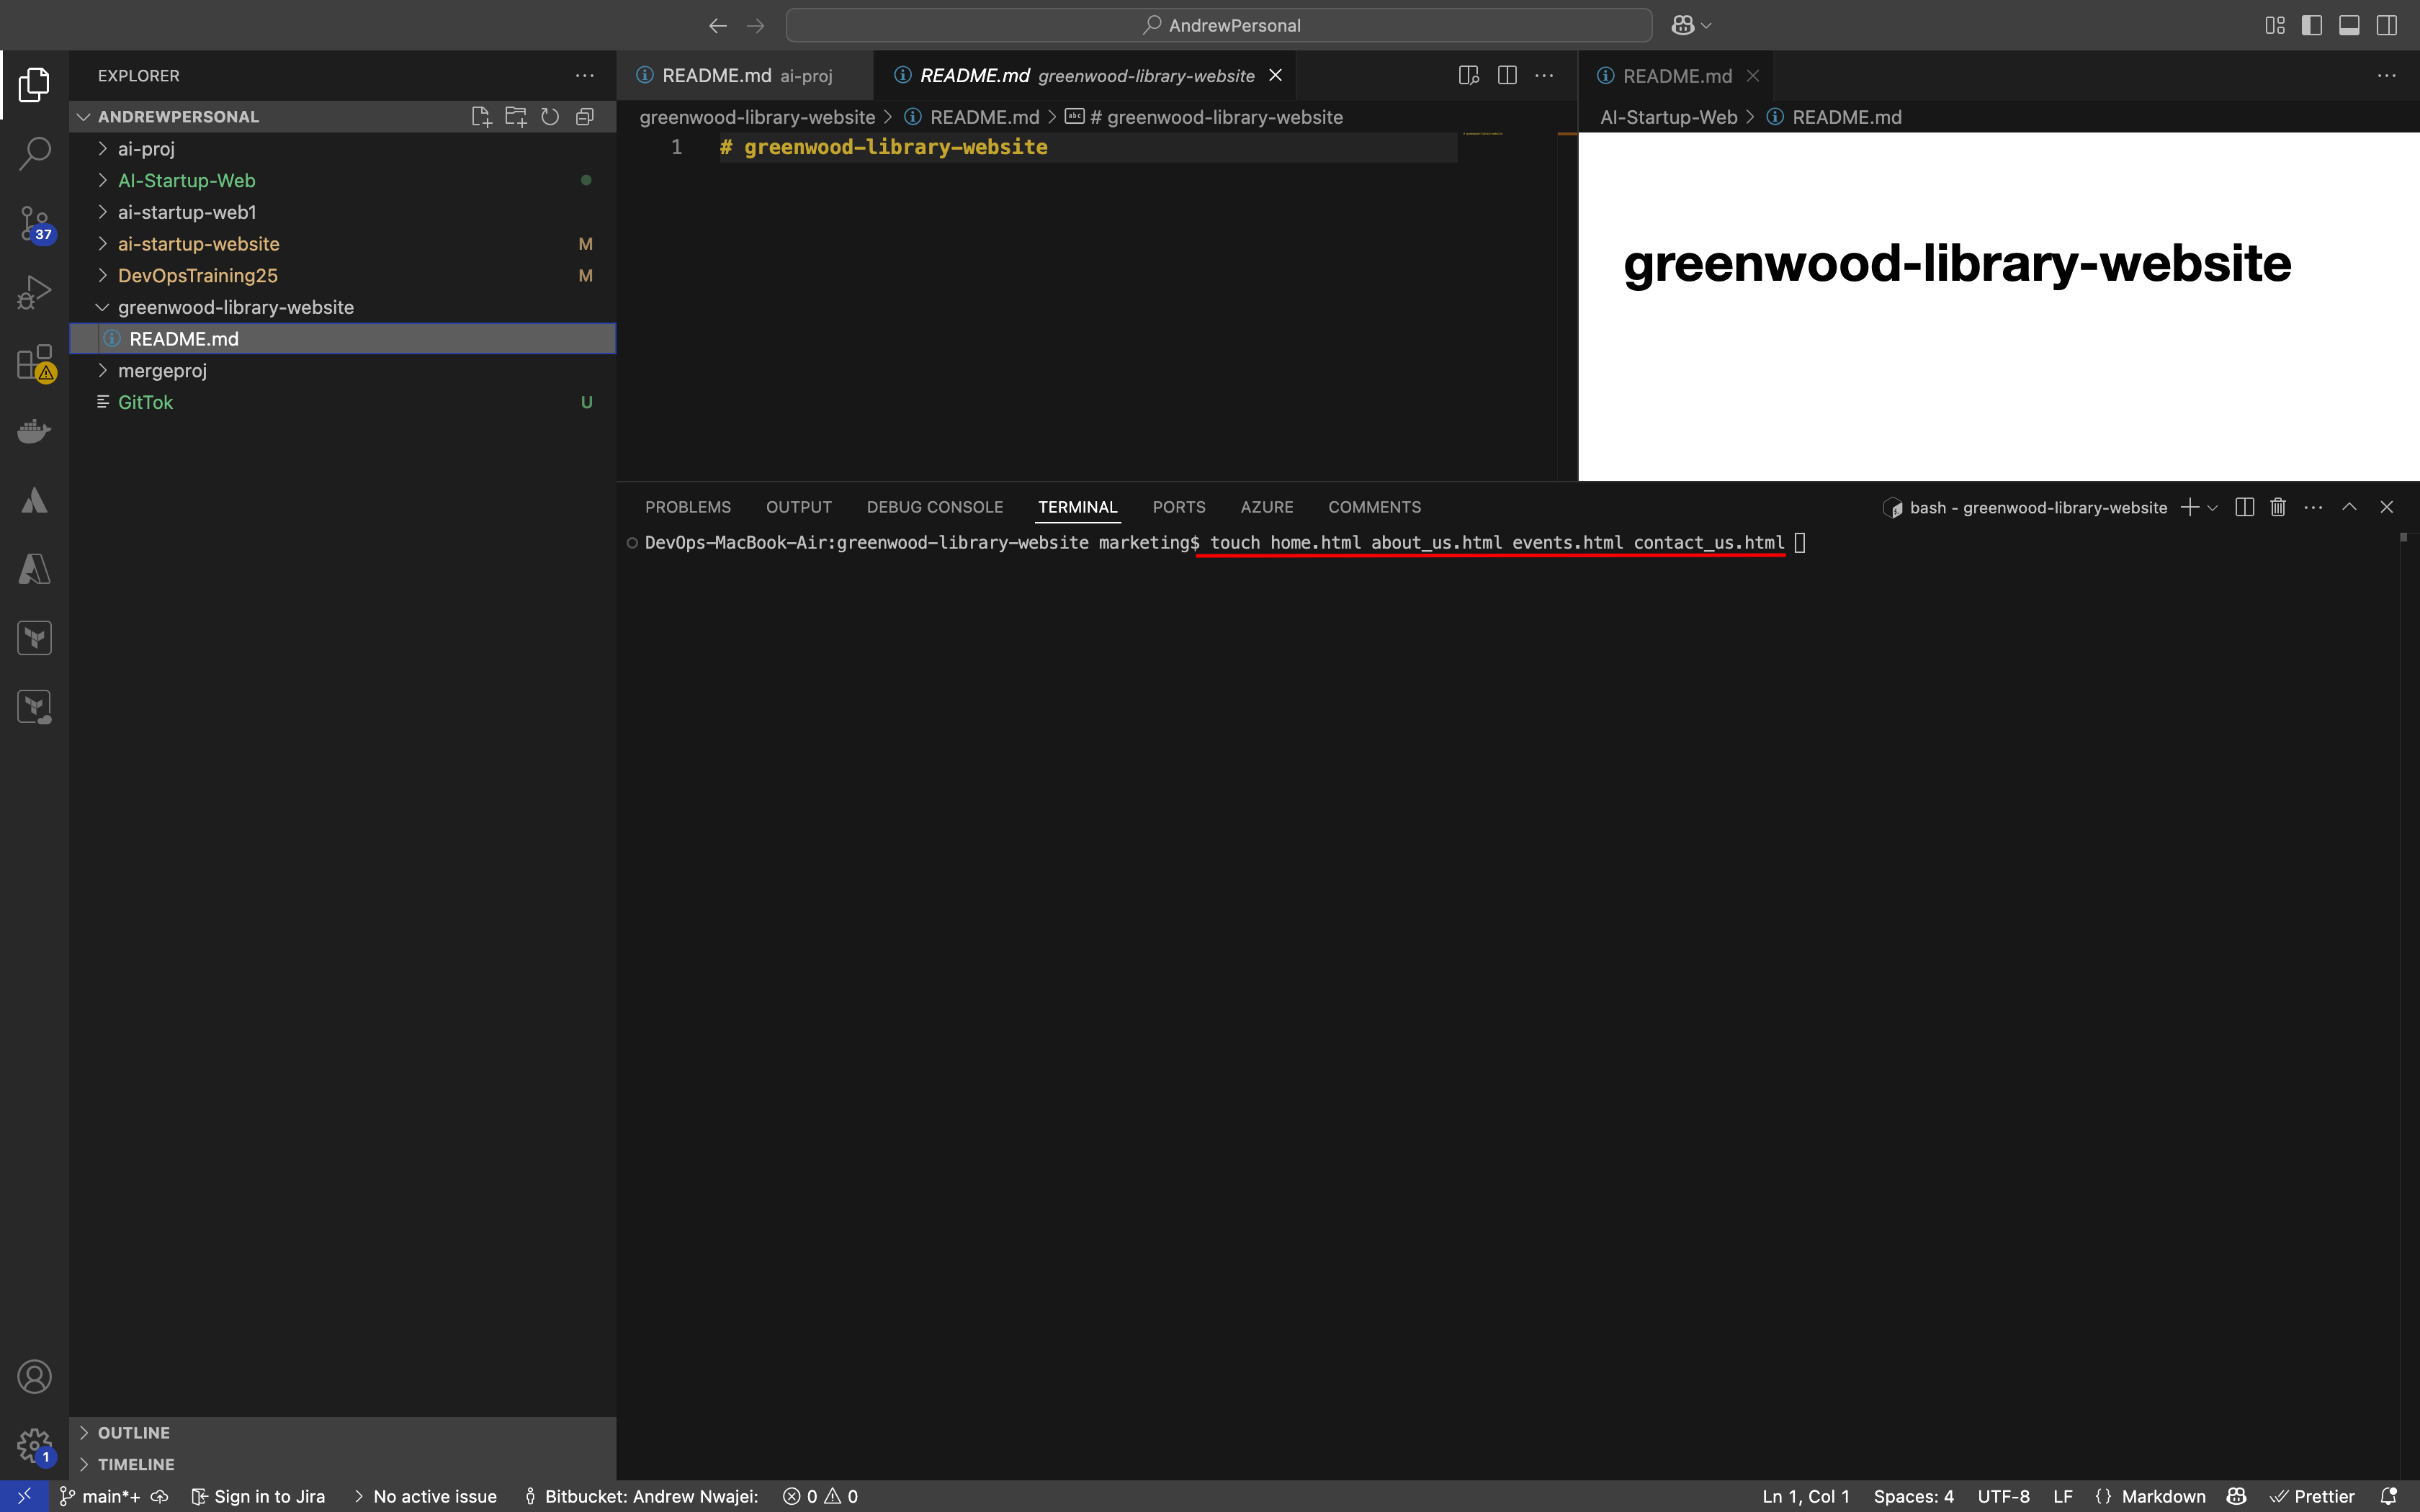 AndrewPersonal
EXPLORER
ANDREWPERSONAL
ai-proj
AI-Startup-Web
ai-startup-web1
ai-startup-website M
DevOpsTraining25 M
greenwood-library-website
README.md
mergeproj
GitTok U
37
OUTLINE
TIMELINE
1
README.md ai-proj
README.md greenwood-library-website
greenwood-library-website > README.md > # greenwood-library-website
1 # greenwood-library-website
README.md
AI-Startup-Web > README.md
greenwood-library-website
PROBLEMS OUTPUT DEBUG CONSOLE TERMINAL PORTS AZURE COMMENTS
bash - greenwood-library-website
DevOps-MacBook-Air:greenwood-library-website marketing$ touch home.html about_us.html events.html contact_us.html
main*+ Sign in to Jira No active issue Bitbucket: Andrew Nwajei: 0 0 Ln 1, Col 1 Spaces: 4 UTF-8 LF {} Markdown Prettier